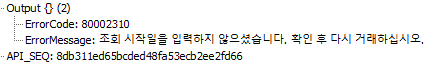 Output {} (2)
ErrorCode: 80002310
ErrorMessage: 조회 시작일을 입력하지 않으셨습니다. 확인 후 다시 거래하십시오.
API_SEQ: 8db311ed65bcded48fa53ecb2ee2fd66